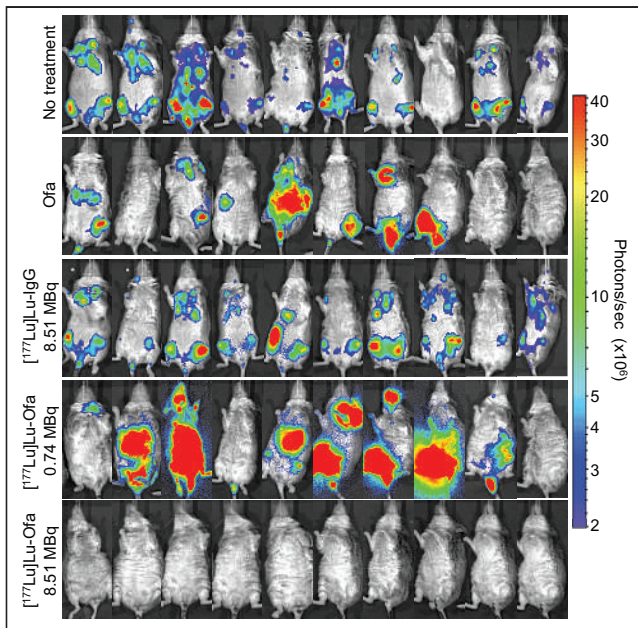 No treatment
Ofa
[¹⁷⁷Lu]Lu-IgG
8.51 MBq
[¹⁷⁷Lu]Lu-Ofa
0.74 MBq
[¹⁷⁷Lu]Lu-Ofa
8.51 MBq
40
30
20
10
5
4
3
2
Photons/sec (x10⁶)